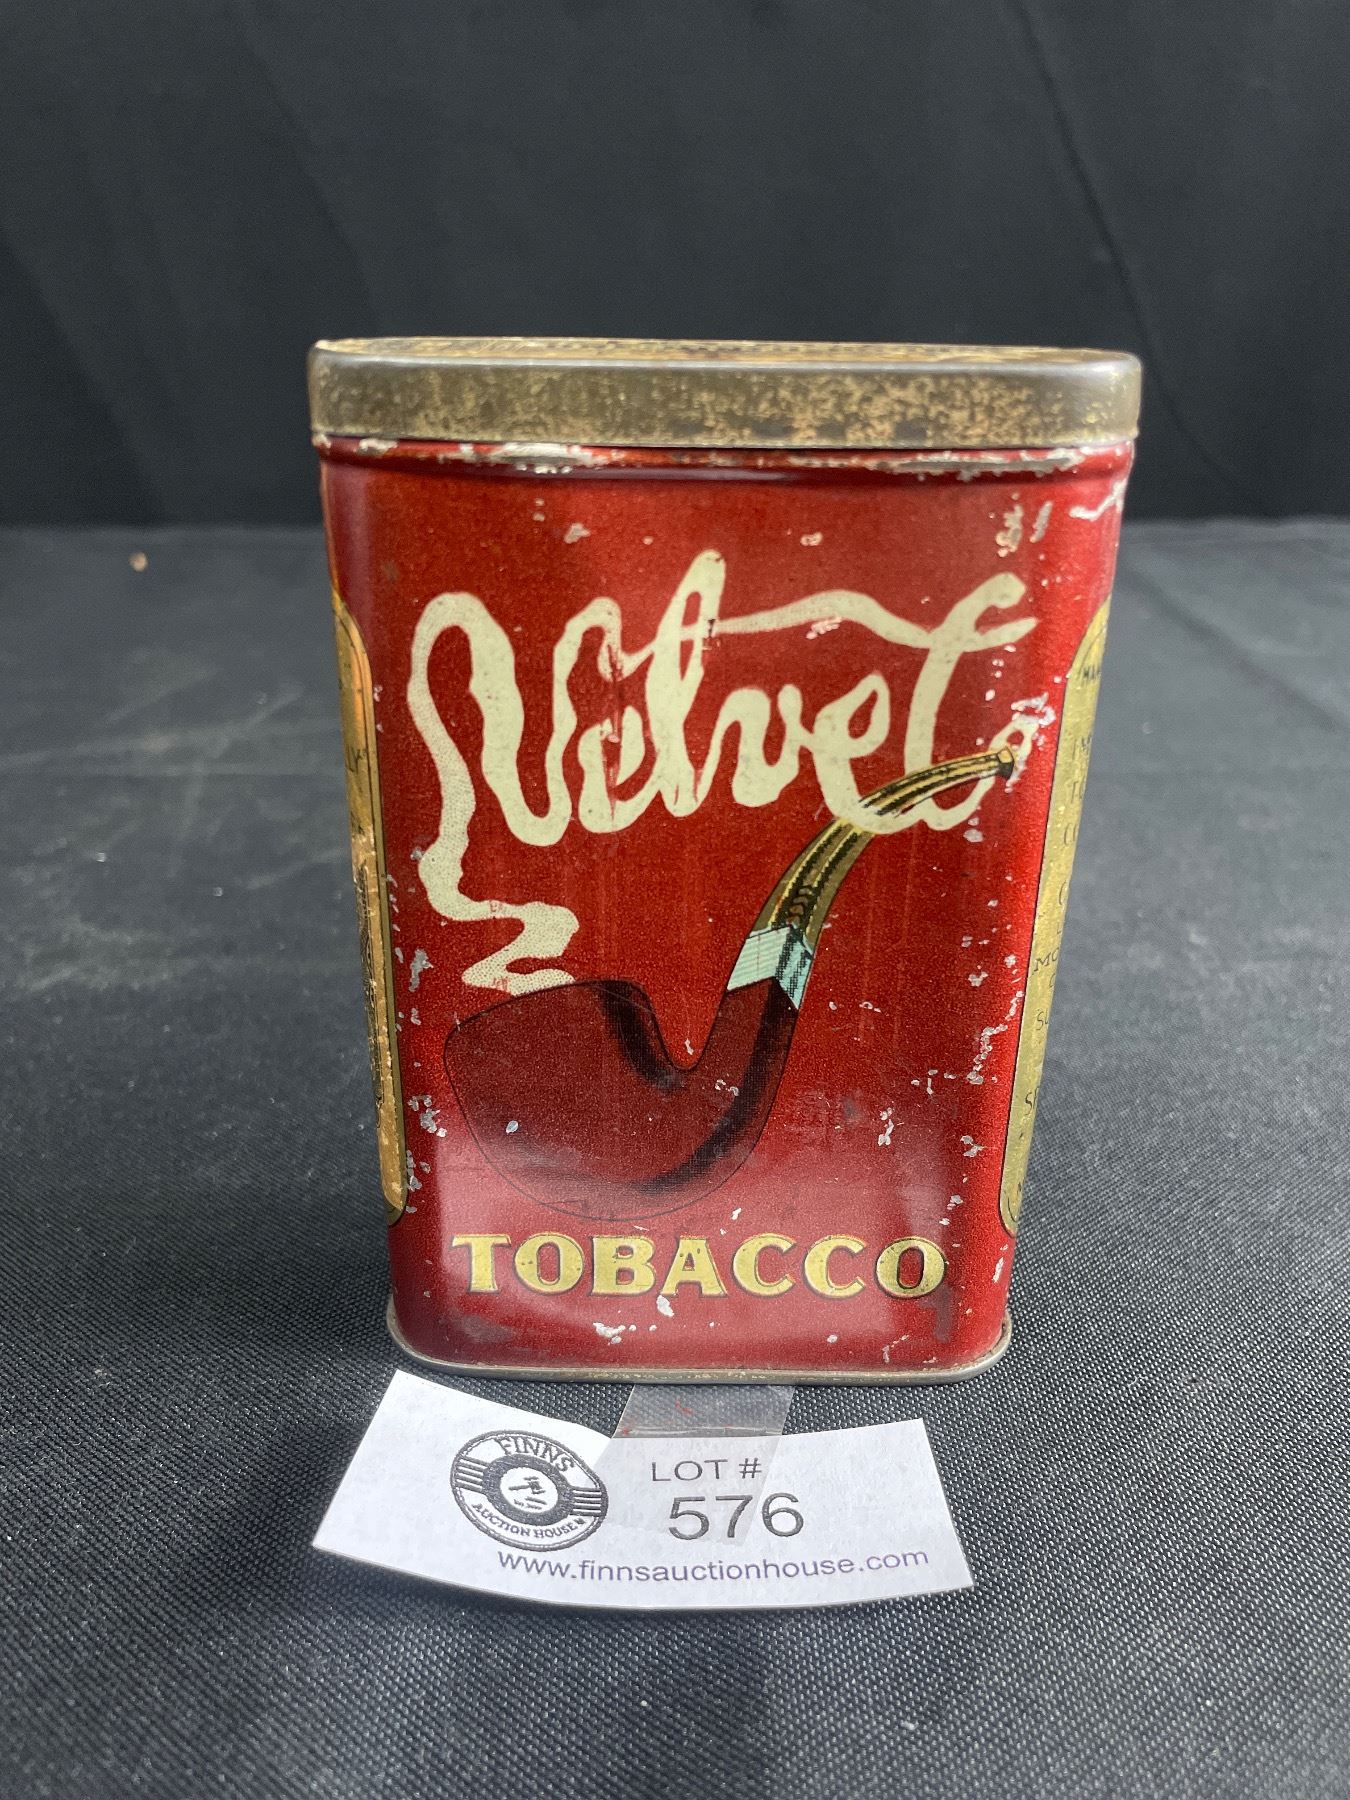 Velvet
TOBACCO
FINNS
AUCTION HOUSE
LOT #
576
www.finnsauctionhouse.com